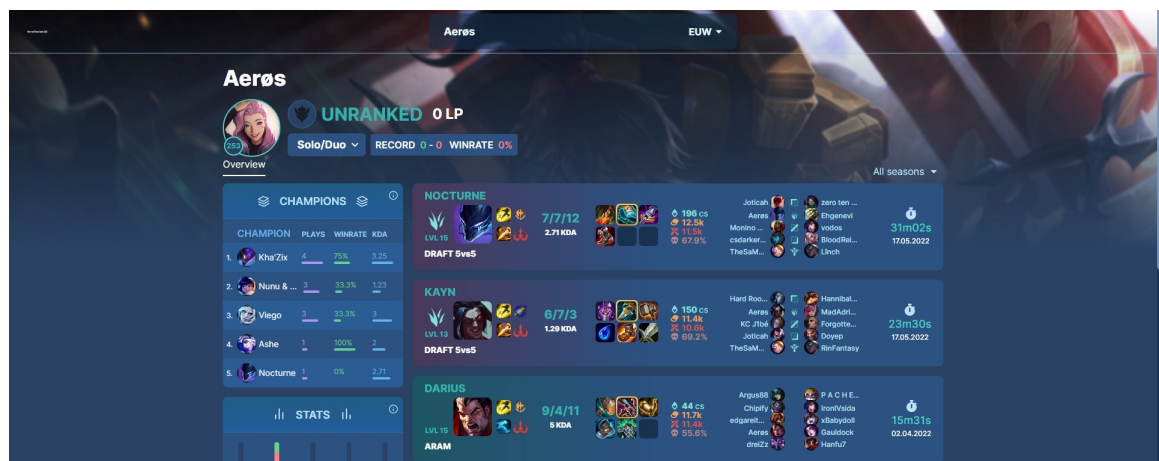 Aerøs EUW
Aerøs
UNRANKED 0 LP
253
Solo/Duo RECORD 0 - 0 WINRATE 0%
Overview
All seasons
CHAMPIONS
CHAMPION PLAYS WINRATE KDA
1. Kha'Zix 4 75% 3.25
2. Nunu & ... 3 33.3% 1.23
3. Viego 3 33.3% 3
4. Ashe 1 100% 2
5. Nocturne 1 0% 2.71
STATS
NOCTURNE
LVL 15
DRAFT 5vs5
7/7/12
2.71 KDA
196 cs
12.5k
11.5k
67.9%
Joticah zero ten ...
Aerøs Ehgenevi
Monino ... vodos
csdarker... BloodRei...
TheSaM... L!nch
31m02s
17.05.2022
KAYN
LVL 13
DRAFT 5vs5
6/7/3
1.29 KDA
150 cs
11.4k
10.6k
69.2%
Hard Roo... Hannibal...
Aerøs MadAdri...
KC J1bé Forgotte...
Joticah Doyep
TheSaM... RinFantasy
23m30s
17.05.2022
DARIUS
LVL 15
ARAM
9/4/11
5 KDA
44 cs
11.7k
11.4k
55.6%
Argus88 P A C H E...
Chipify IronIVsida
edgareit... xBabydoll
Aerøs Gauldock
dreiZz Hanfu7
15m31s
02.04.2022